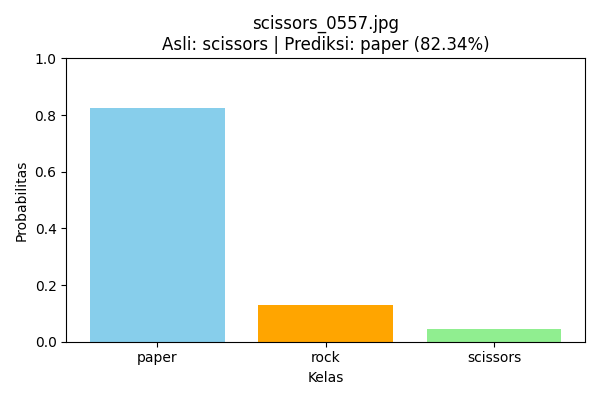 scissors_0557.jpg
Asli: scissors | Prediksi: paper (82.34%)
1.0
0.8
0.6
0.4
0.2
0.0
Probabilitas
paper rock scissors
Kelas